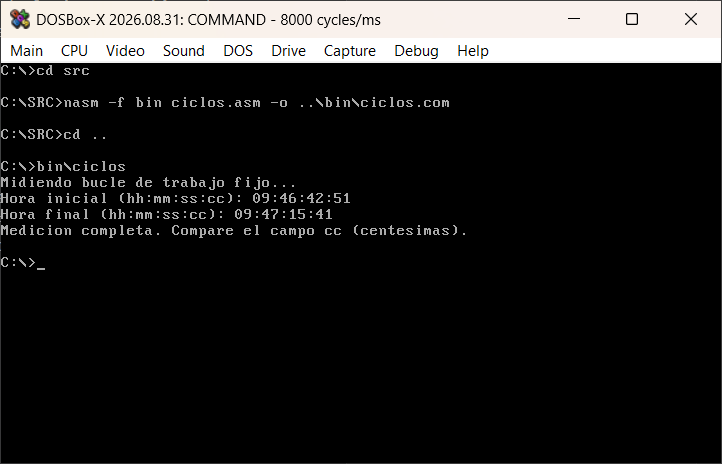 DOSBox-X 2026.08.31: COMMAND - 8000 cycles/ms
Main CPU Video Sound DOS Drive Capture Debug Help
C:\>cd src
C:\SRC>nasm -f bin ciclos.asm -o ..\bin\ciclos.com
C:\SRC>cd ..
C:\>bin\ciclos
Midiendo bucle de trabajo fijo...
Hora inicial (hh:mm:ss:cc): 09:46:42:51
Hora final (hh:mm:ss:cc): 09:47:15:41
Medicion completa. Compare el campo cc (centesimas).
C:\>_